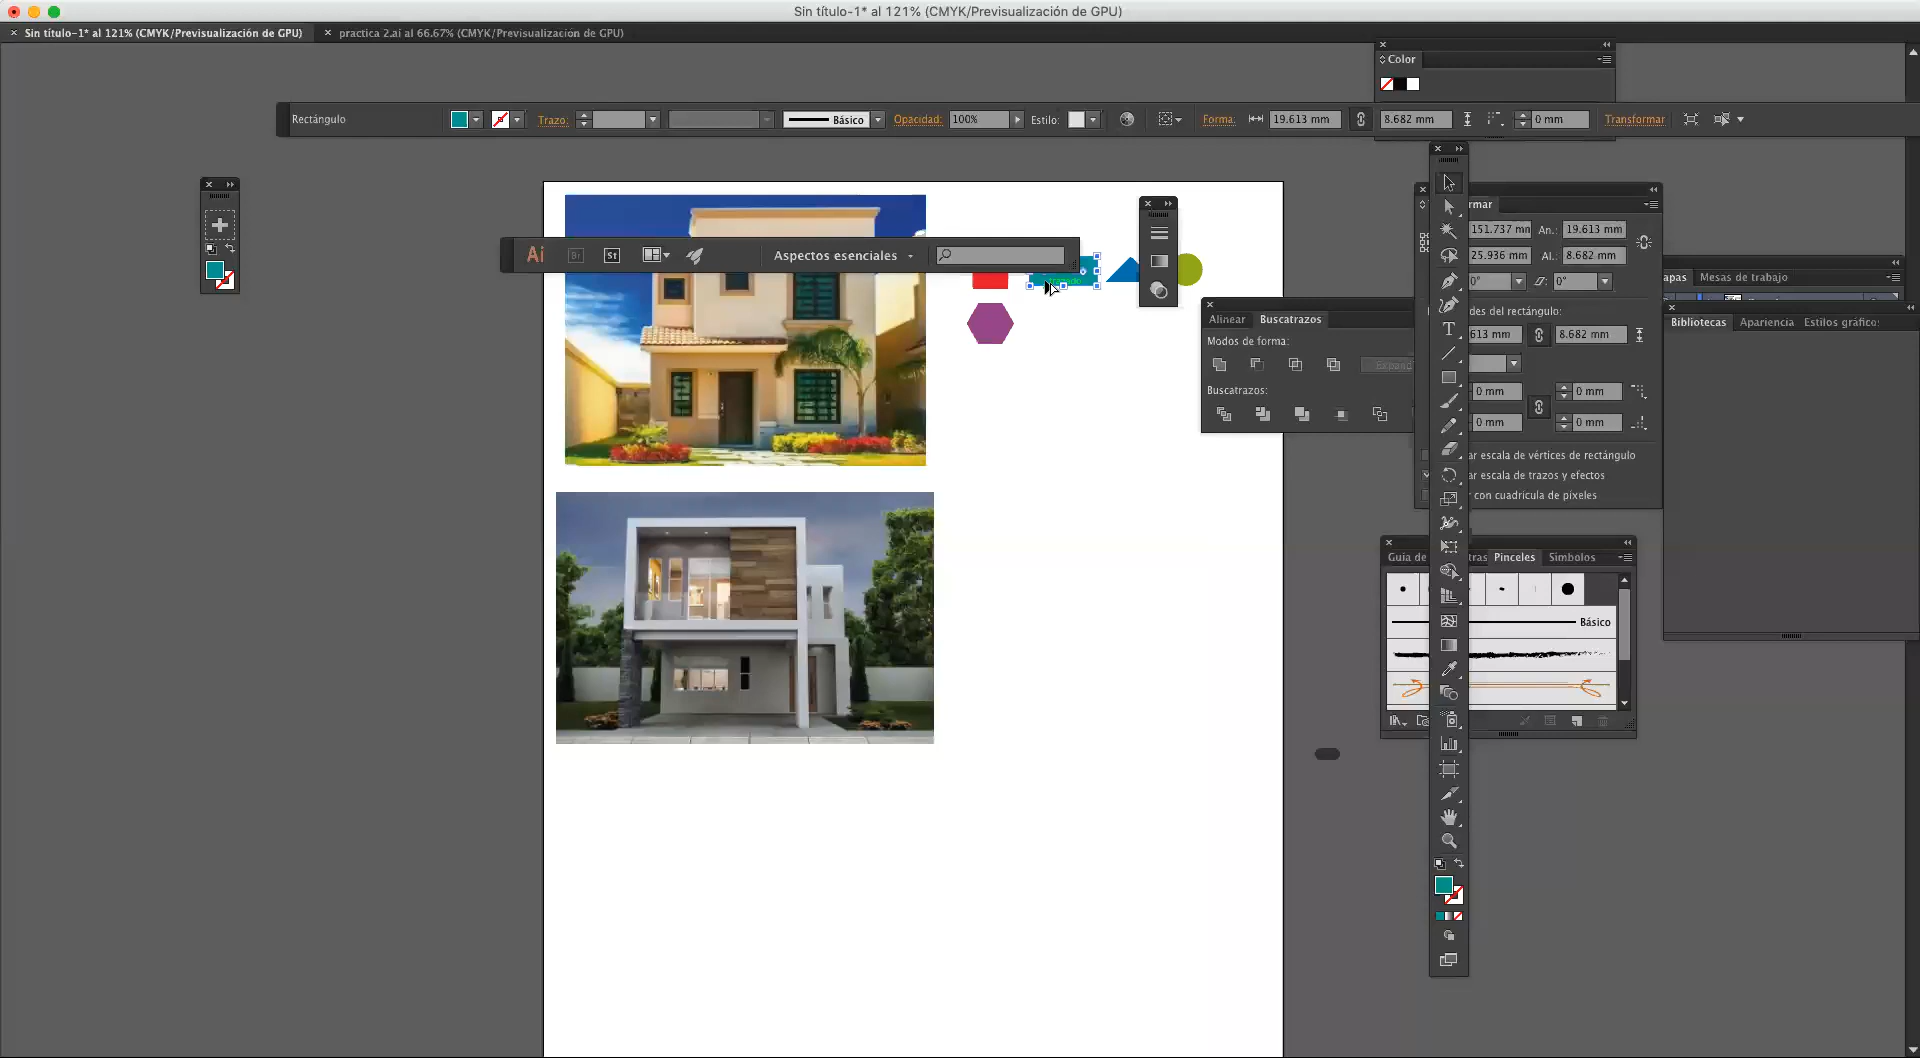 Sin título-1* al 121% (CMYK/Previsualización de GPU)
Sin título-1* al 121% (CMYK/Previsualización de GPU)
practica 2.ai al 66.67% (CMYK/Previsualización de GPU)
Color
Rectángulo
Trazo:
Básico
Opacidad:
100%
Estilo:
Forma:
19.613 mm
8.682 mm
0 mm
Transformar
Ai
Br
St
Aspectos esenciales
rmar
151.737 mm
An.:
19.613 mm
25.936 mm
Al.:
8.682 mm
0°
0°
des del rectángulo:
613 mm
8.682 mm
0 mm
0 mm
0 mm
0 mm
ar escala de vértices de rectángulo
ar escala de trazos y efectos
r con cuadrícula de píxeles
apas
Mesas de trabajo
Bibliotecas
Apariencia
Estilos gráfico:
Alinear
Buscatrazos
Modos de forma:
Buscatrazos:
Guía de
tras
Pinceles
Símbolos
Básico
T